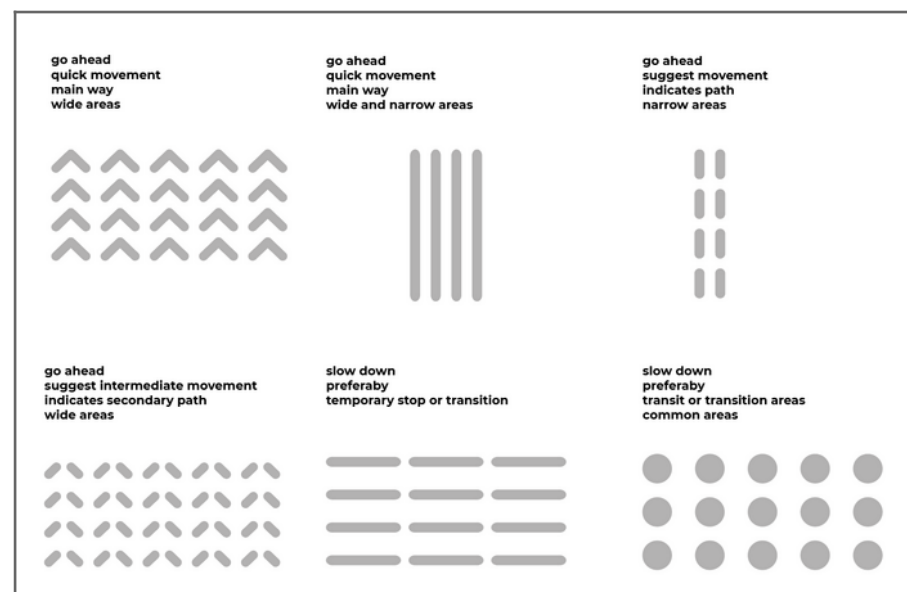 go ahead
quick movement
main way
wide areas
go ahead
quick movement
main way
wide and narrow areas
go ahead
suggest movement
indicates path
narrow areas
go ahead
suggest intermediate movement
indicates secondary path
wide areas
slow down
preferaby
temporary stop or transition
slow down
preferaby
transit or transition areas
common areas